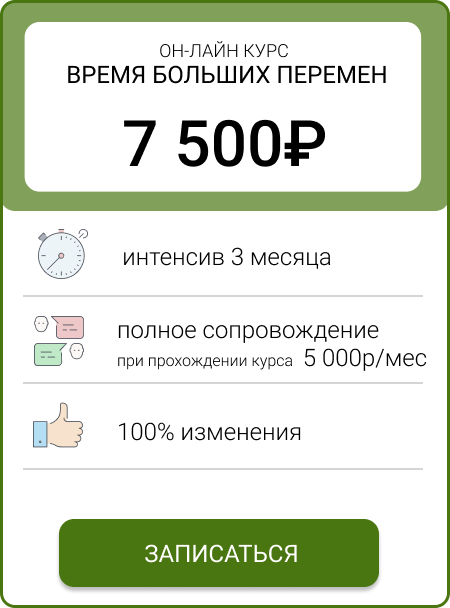 ОН-ЛАЙН КУРС
ВРЕМЯ БОЛЬШИХ ПЕРЕМЕН
7 500₽
интенсив 3 месяца
полное сопровождение
при прохождении курса 5 000р/мес
100% изменения
ЗАПИСАТЬСЯ